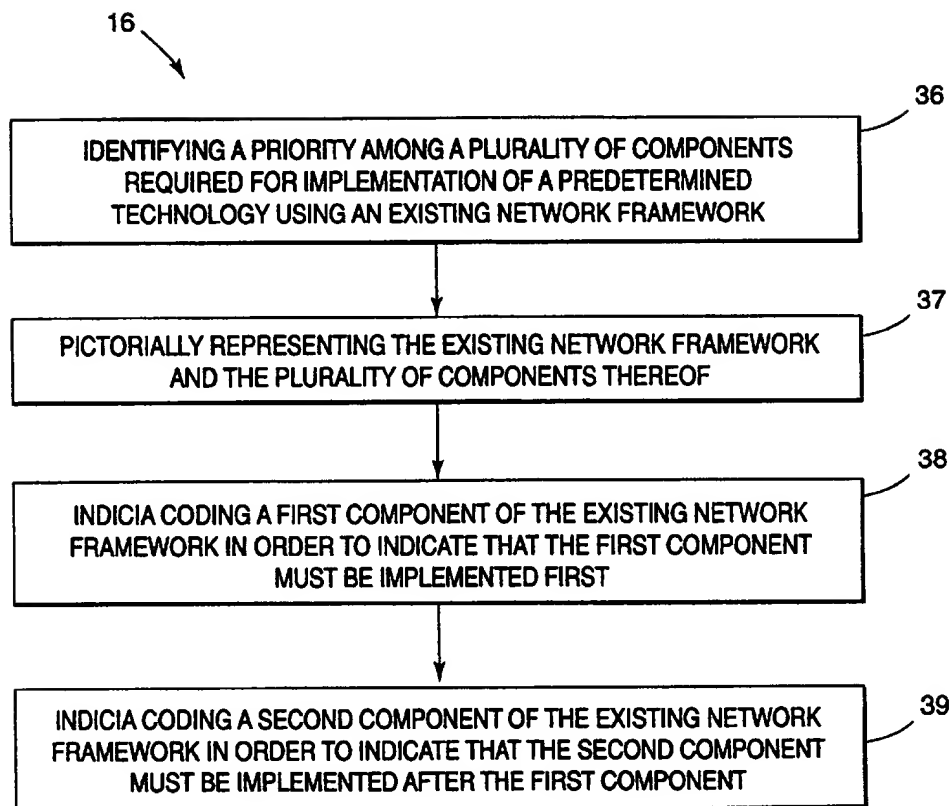 16
36
IDENTIFYING A PRIORITY AMONG A PLURALITY OF COMPONENTS
REQUIRED FOR IMPLEMENTATION OF A PREDETERMINED
TECHNOLOGY USING AN EXISTING NETWORK FRAMEWORK
37
PICTORIALLY REPRESENTING THE EXISTING NETWORK FRAMEWORK
AND THE PLURALITY OF COMPONENTS THEREOF
38
INDICIA CODING A FIRST COMPONENT OF THE EXISTING NETWORK
FRAMEWORK IN ORDER TO INDICATE THAT THE FIRST COMPONENT
MUST BE IMPLEMENTED FIRST
39
INDICIA CODING A SECOND COMPONENT OF THE EXISTING NETWORK
FRAMEWORK IN ORDER TO INDICATE THAT THE SECOND COMPONENT
MUST BE IMPLEMENTED AFTER THE FIRST COMPONENT